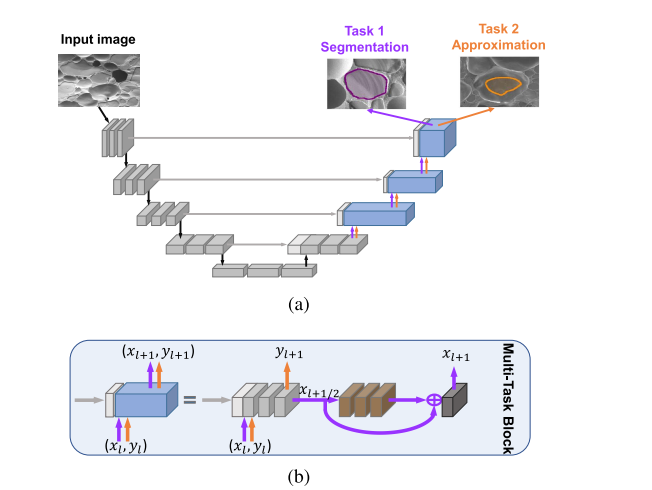 Input image
Task 1
Segmentation
Task 2
Approximation
(a)
(x_{l+1}, y_{l+1})
y_{l+1}
x_{l+1/2}
x_{l+1}
=
⊕
(x_l, y_l)
(x_l, y_l)
Multi-Task Block
(b)